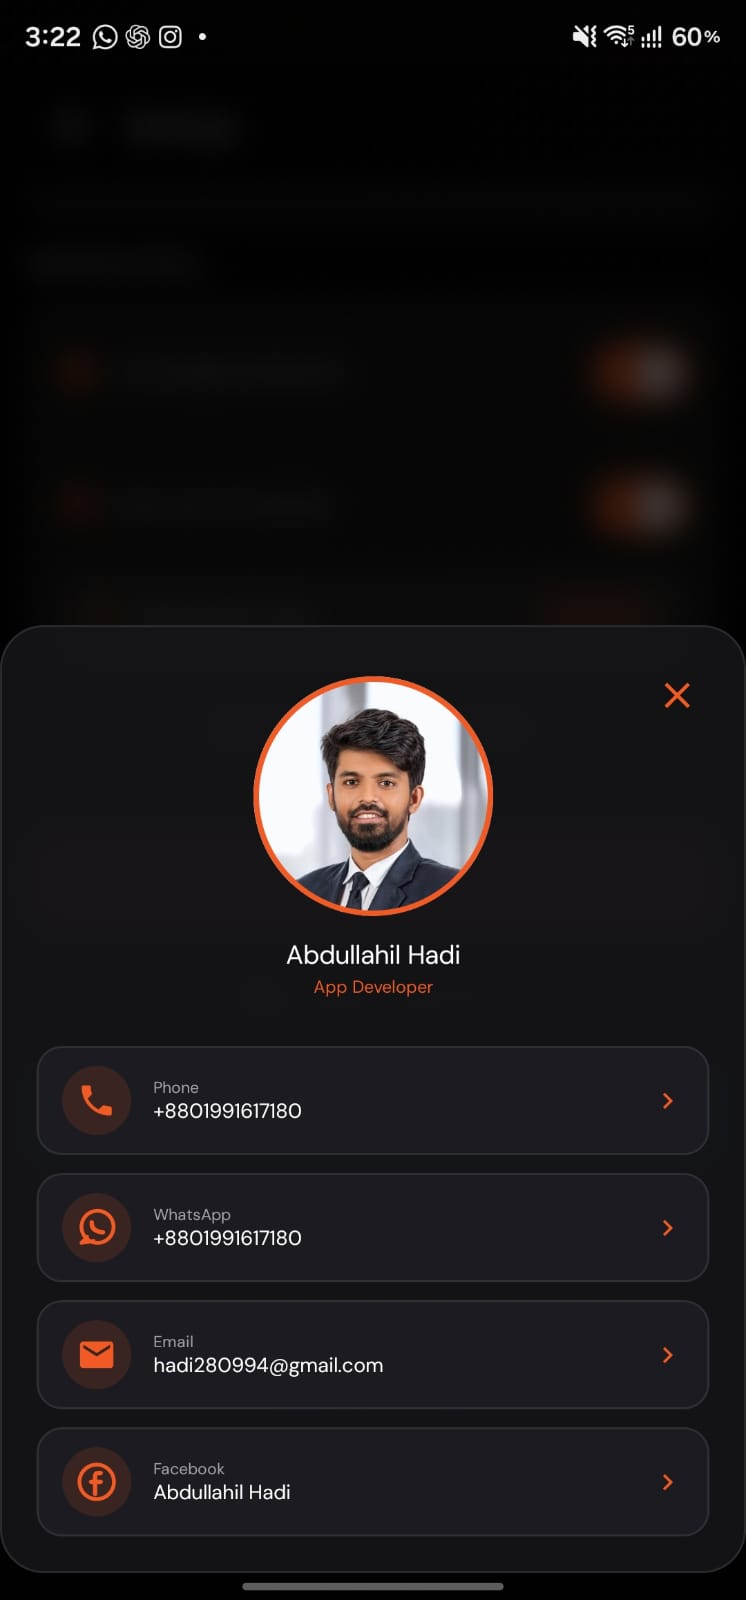 3:22
60%
Abdullahil Hadi
App Developer
Phone
+8801991617180
WhatsApp
+8801991617180
Email
hadi280994@gmail.com
Facebook
Abdullahil Hadi